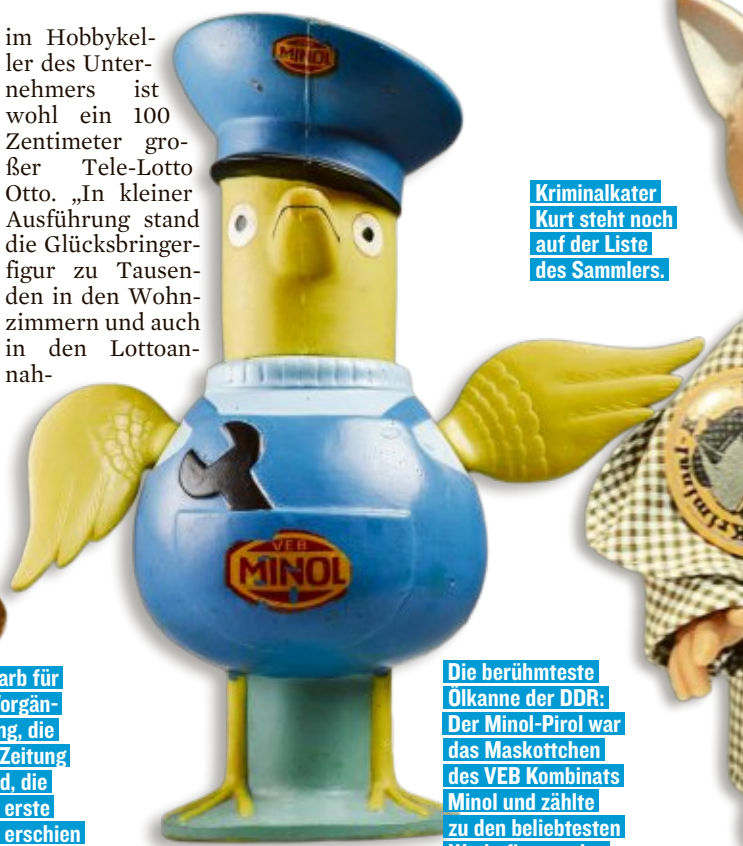 im Hobbykel-
ler des Unter-
nehmers ist
wohl ein 100
Zentimeter gro-
ßer Tele-Lotto
Otto. „In kleiner
Ausführung stand
die Glücksbringer-
figur zu Tausen-
den in den Wohn-
zimmern und auch
in den Lottoan-
nah-
MINOL
Kriminalkater
Kurt steht noch
auf der Liste
des Sammlers.
VEB
MINOL
arb für
orgän-
ng, die
Zeitung
d, die
erste
erschien
Die berühmteste
Ölkanne der DDR:
Der Minol-Pirol war
das Maskottchen
des VEB Kombinats
Minol und zählte
zu den beliebtesten